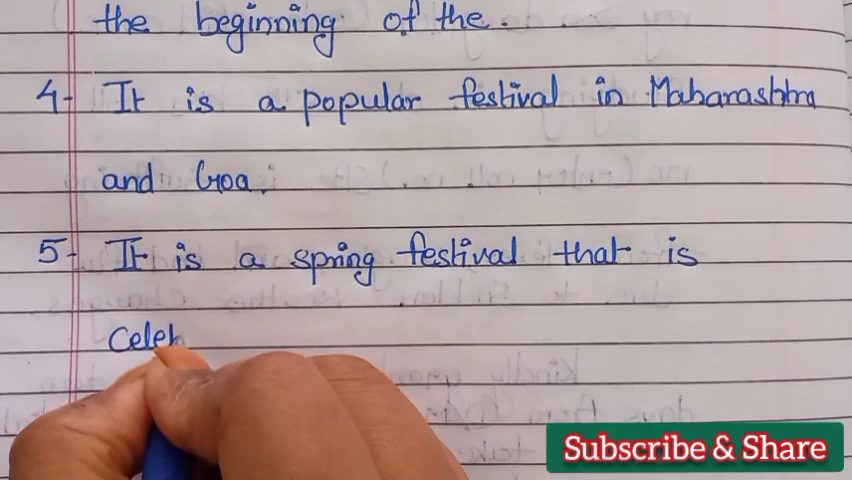 the beginning of the.
4- It is a popular festival in Maharashtra
and Goa.
5- It is a spring festival that is
Celeb
Subscribe & Share